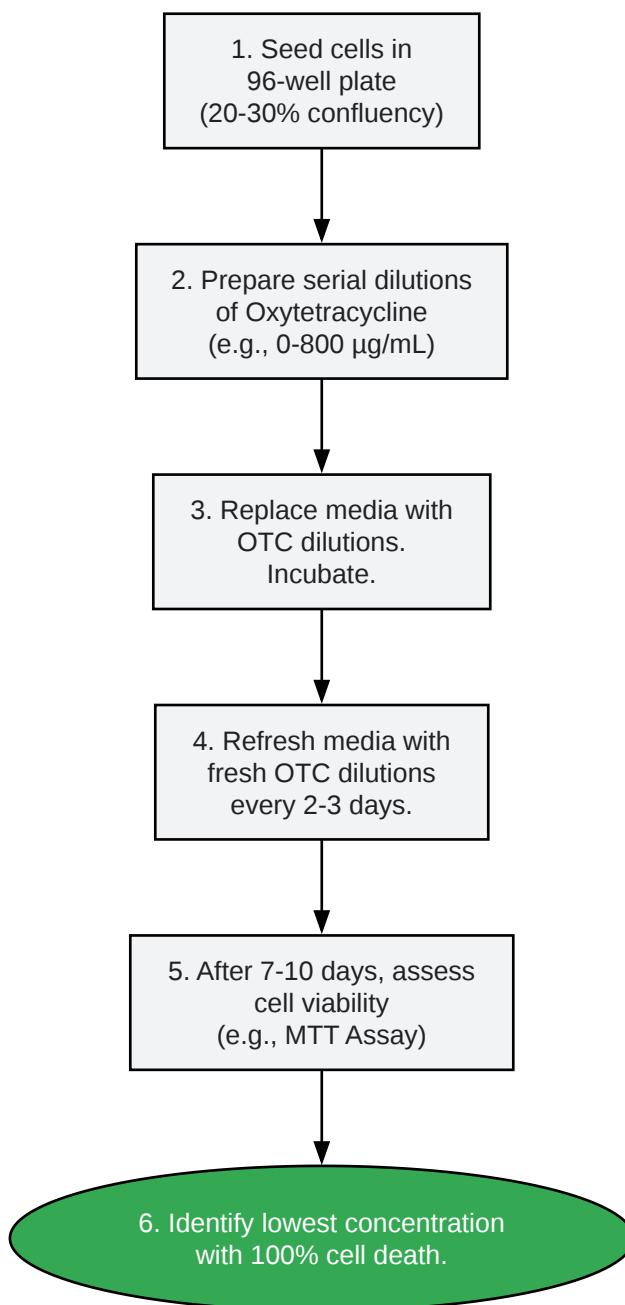 1. Seed cells in
96-well plate
(20-30% confluency)
2. Prepare serial dilutions
of Oxytetracycline
(e.g., 0-800 µg/mL)
3. Replace media with
OTC dilutions.
Incubate.
4. Refresh media with
fresh OTC dilutions
every 2-3 days.
5. After 7-10 days, assess
cell viability
(e.g., MTT Assay)
6. Identify lowest concentration
with 100% cell death.